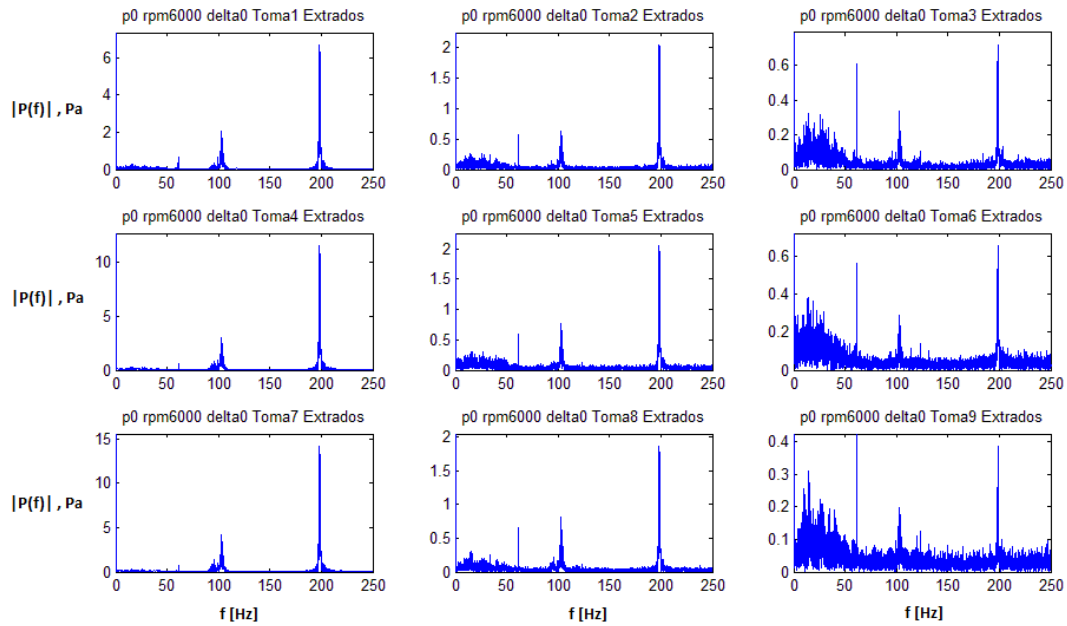 p0 rpm6000 delta0 Toma1 Extrados
p0 rpm6000 delta0 Toma2 Extrados
p0 rpm6000 delta0 Toma3 Extrados
|P(f)| , Pa
6
4
2
0
0 50 100 150 200 250
2
1.5
1
0.5
0
0 50 100 150 200 250
0.6
0.4
0.2
0
0 50 100 150 200 250
p0 rpm6000 delta0 Toma4 Extrados
p0 rpm6000 delta0 Toma5 Extrados
p0 rpm6000 delta0 Toma6 Extrados
|P(f)| , Pa
10
5
0
0 50 100 150 200 250
2
1.5
1
0.5
0
0 50 100 150 200 250
0.6
0.4
0.2
0
0 50 100 150 200 250
p0 rpm6000 delta0 Toma7 Extrados
p0 rpm6000 delta0 Toma8 Extrados
p0 rpm6000 delta0 Toma9 Extrados
|P(f)| , Pa
15
10
5
0
0 50 100 150 200 250
2
1.5
1
0.5
0
0 50 100 150 200 250
0.4
0.3
0.2
0.1
0
0 50 100 150 200 250
f [Hz]
f [Hz]
f [Hz]